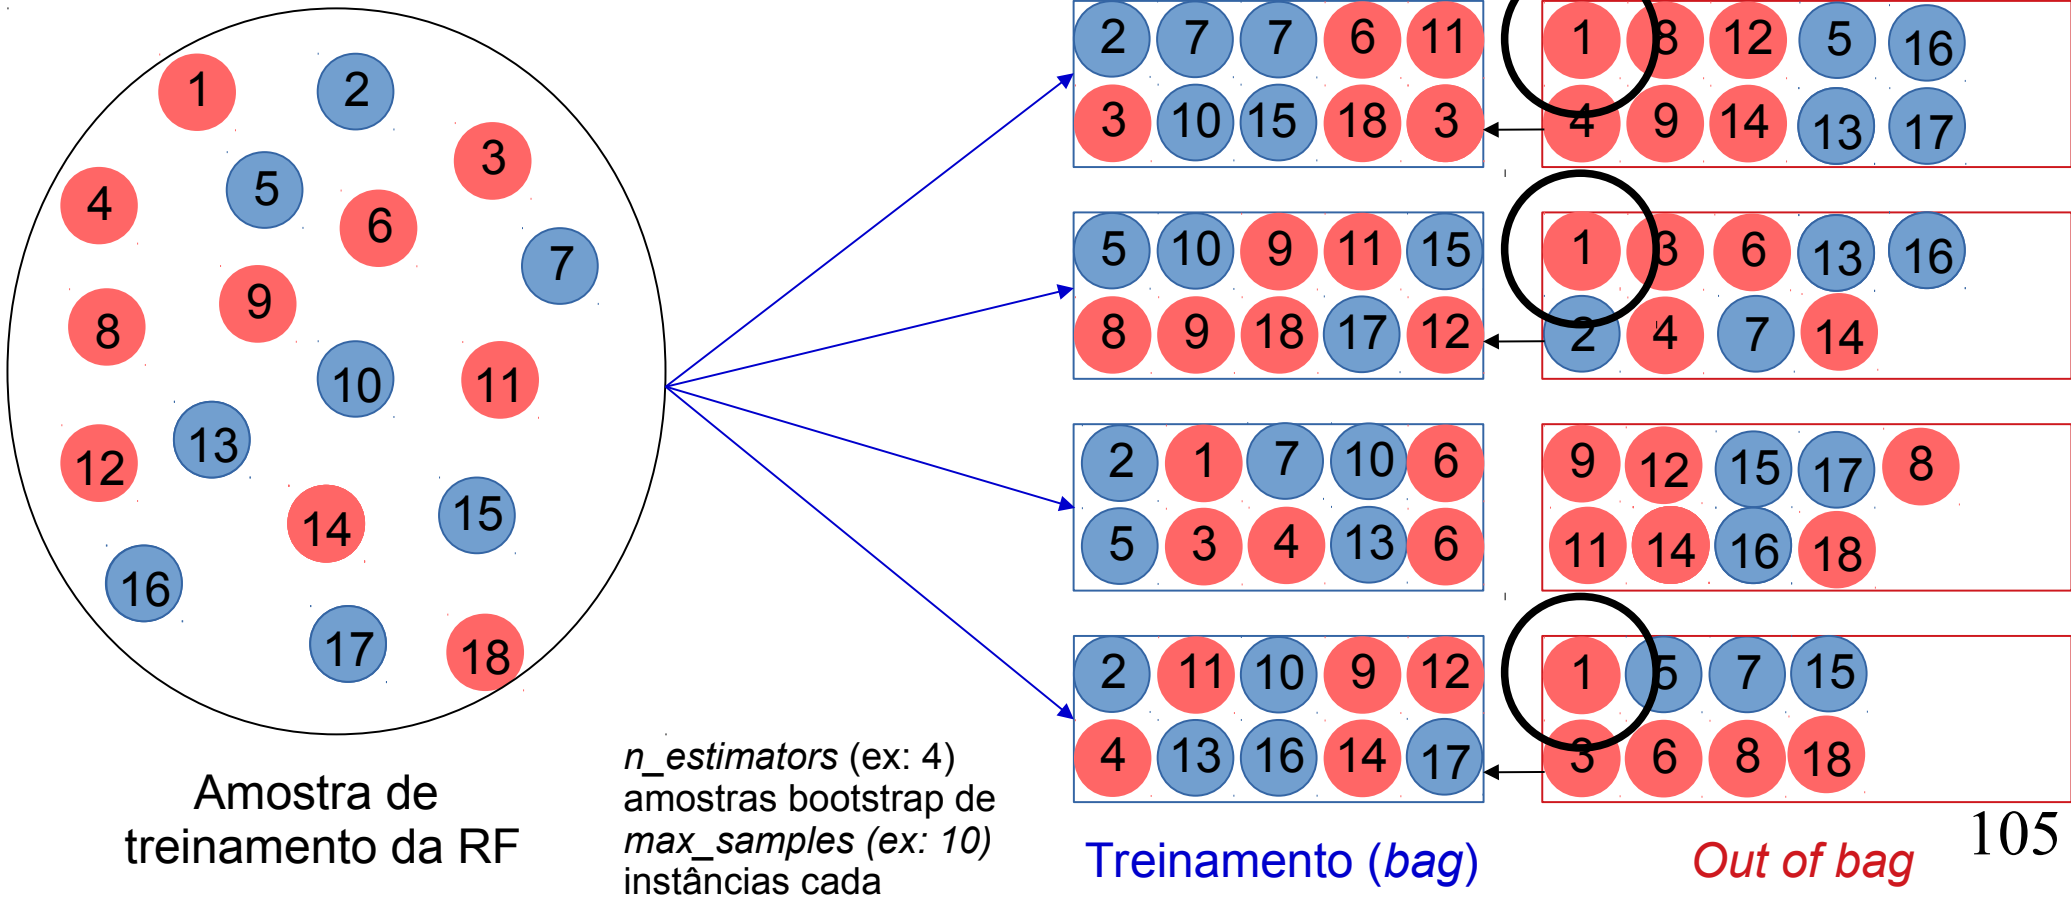 1 2
3
4 5 6
7
8 9
10 11
12 13
14 15
16
17 18
Amostra de
treinamento da RF
n_estimators (ex: 4)
amostras bootstrap de
max_samples (ex: 10)
instâncias cada
2 7 7 6 11
3 10 15 18 3
1 8 12 5 16
4 9 14 13 17
5 10 9 11 15
8 9 18 17 12
1 3 6 13 16
2 4 7 14
2 1 7 10 6
5 3 4 13 6
9 12 15 17 8
11 14 16 18
2 11 10 9 12
4 13 16 14 17
1 5 7 15
3 6 8 18
Treinamento (bag)
Out of bag
105